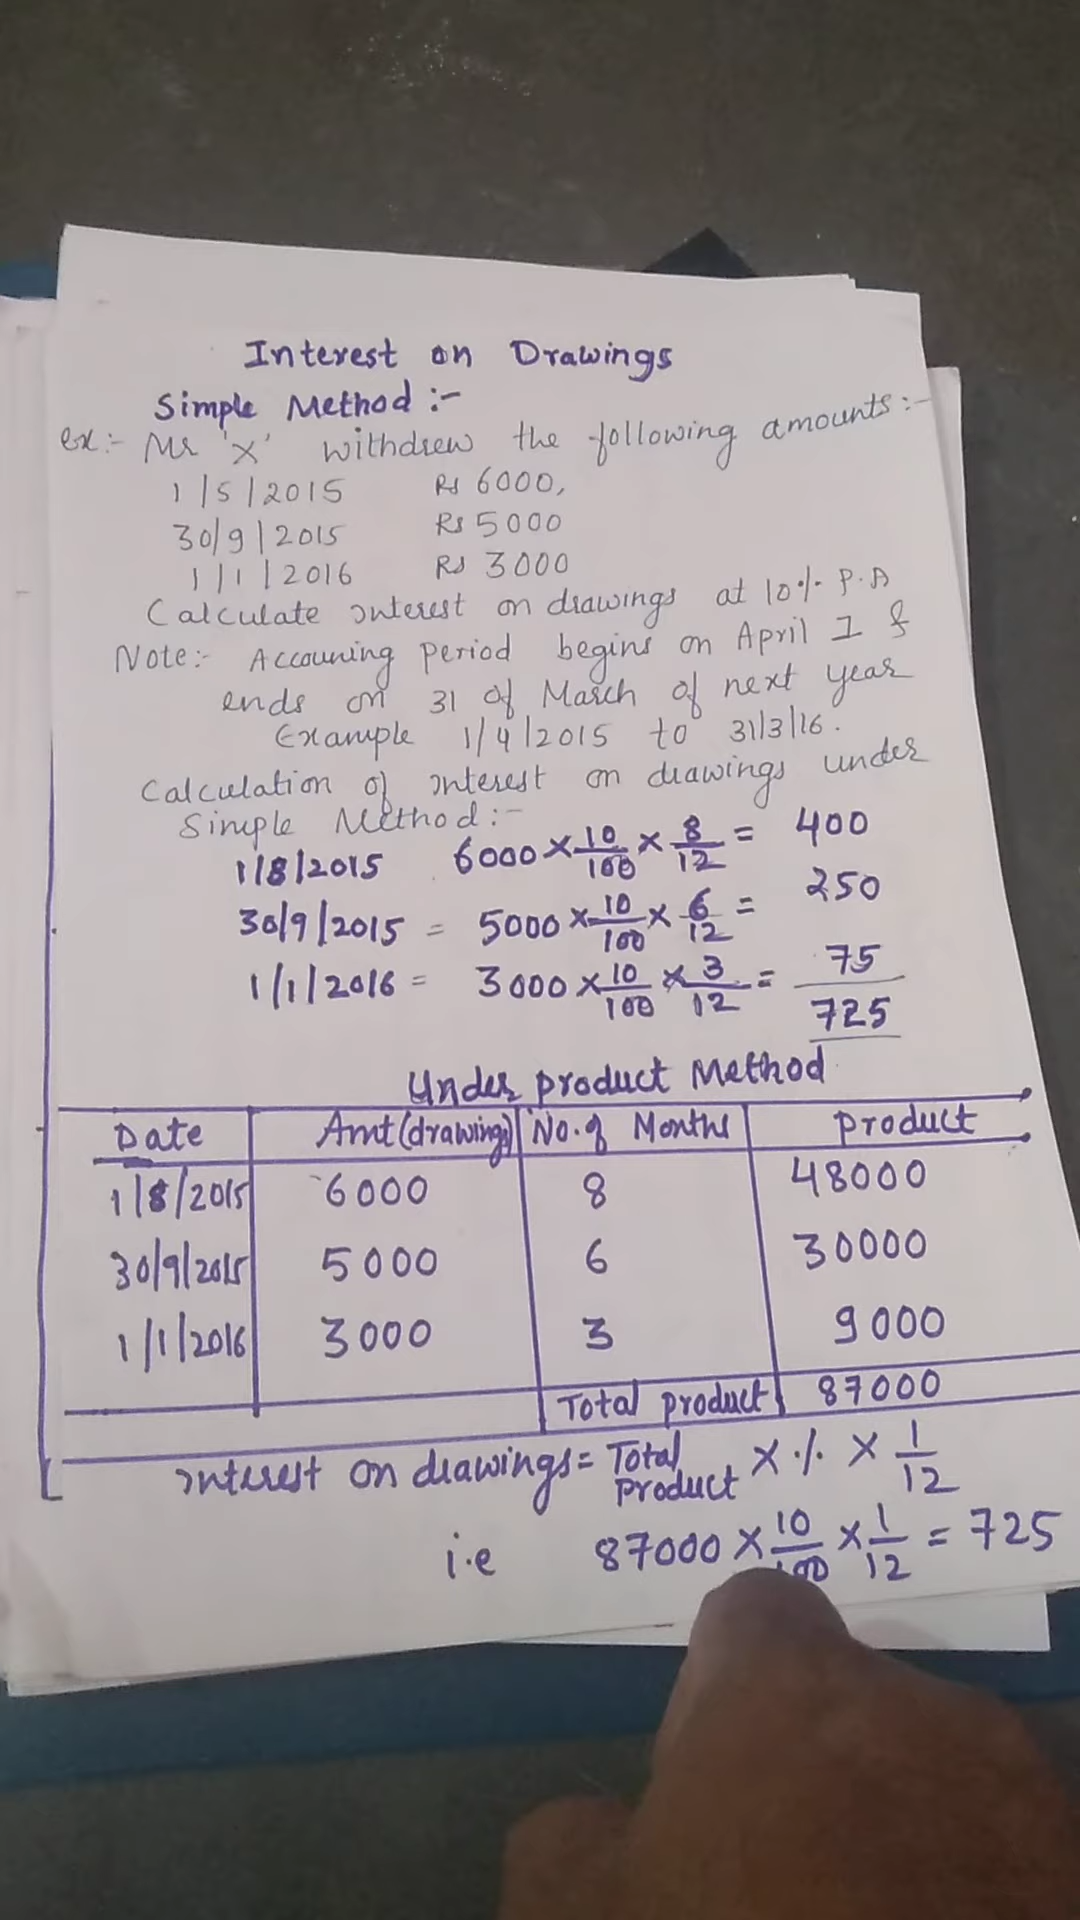 Interest on Drawings
Simple Method :-
ex:- Mr 'X' withdrew the following amounts :-
1/5/2015 Rs 6000,
30/9/2015 Rs 5000
1/1/2016 Rs 3000
Calculate interest on drawings at 10% P.A
Note:- Accouning period begins on April 1 &
ends on 31 of March of next year
Example 1/4/2015 to 31/3/16.
Calculation of interest on drawings under
Simple Method:-
1/8/2015 6000 × 10/100 × 8/12 = 400
30/9/2015 = 5000 × 10/100 × 6/12 = 250
1/1/2016 = 3000 × 10/100 × 3/12 = 75
725
Under product Method
Date Amt(drawings) No. of Months Product
1/8/2015 6000 8 48000
30/9/2015 5000 6 30000
1/1/2016 3000 3 9000
Total product 87000
interest on drawings = Total Product × % × 1/12
i.e 87000 × 10/100 × 1/12 = 725